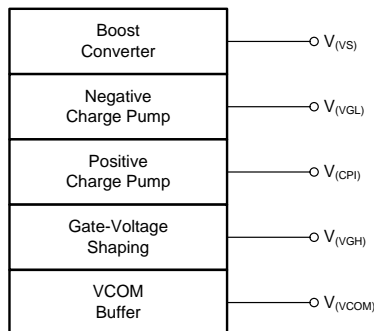 Boost
Converter
V(VS)
Negative
Charge Pump
V(VGL)
Positive
Charge Pump
V(CPI)
Gate-Voltage
Shaping
V(VGH)
VCOM
Buffer
V(VCOM)